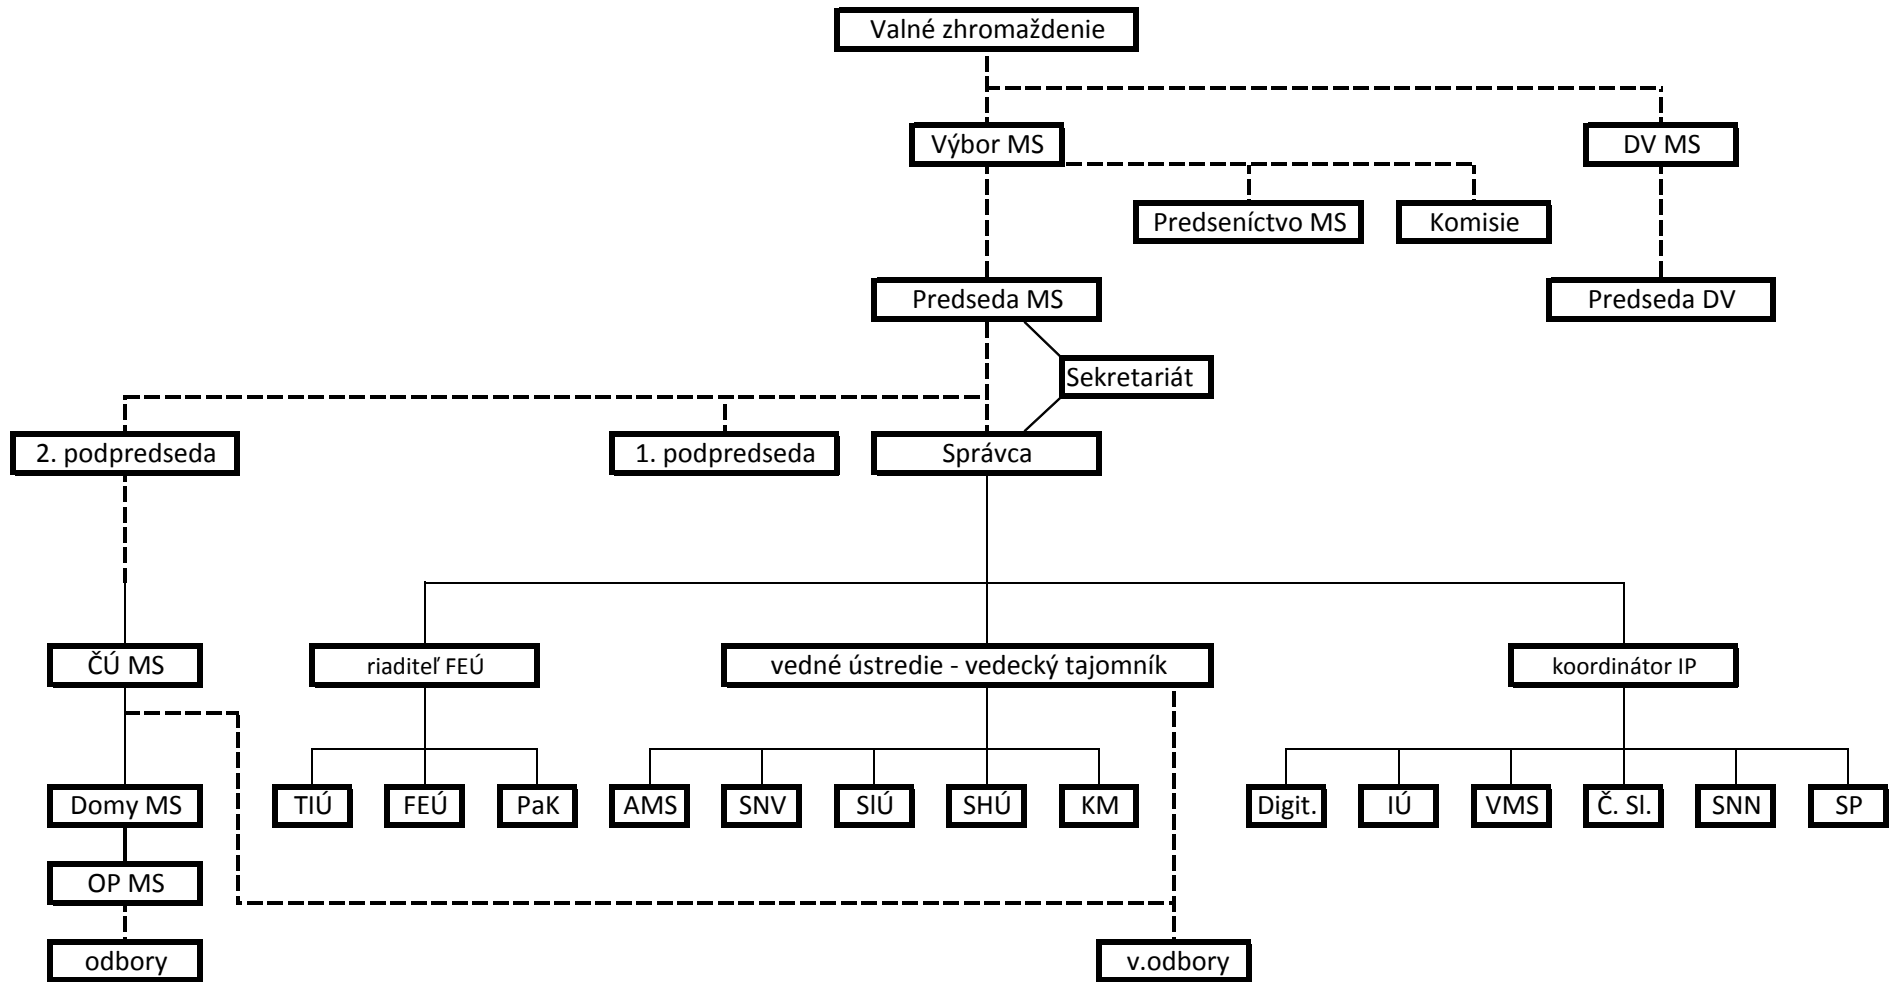 Valné zhromaždenie
Výbor MS
DV MS
Predseníctvo MS
Komisie
Predseda MS
Predseda DV
Sekretariát
2. podpredseda
1. podpredseda
Správca
ČÚ MS
riaditeľ FEÚ
vedné ústredie - vedecký tajomník
koordinátor IP
Domy MS
TIÚ
FEÚ
PaK
AMS
SNV
SlÚ
SHÚ
KM
Digit.
IÚ
VMS
Č. Sl.
SNN
SP
OP MS
odbory
v.odbory